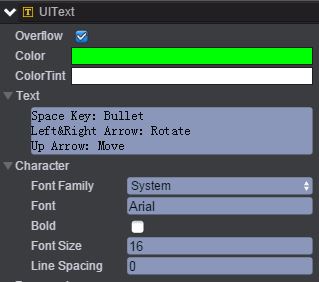 UIText
Overflow
Color
ColorTint
Text
Space Key: Bullet
Left&Right Arrow: Rotate
Up Arrow: Move
Character
Font Family System
Font Arial
Bold
Font Size 16
Line Spacing 0